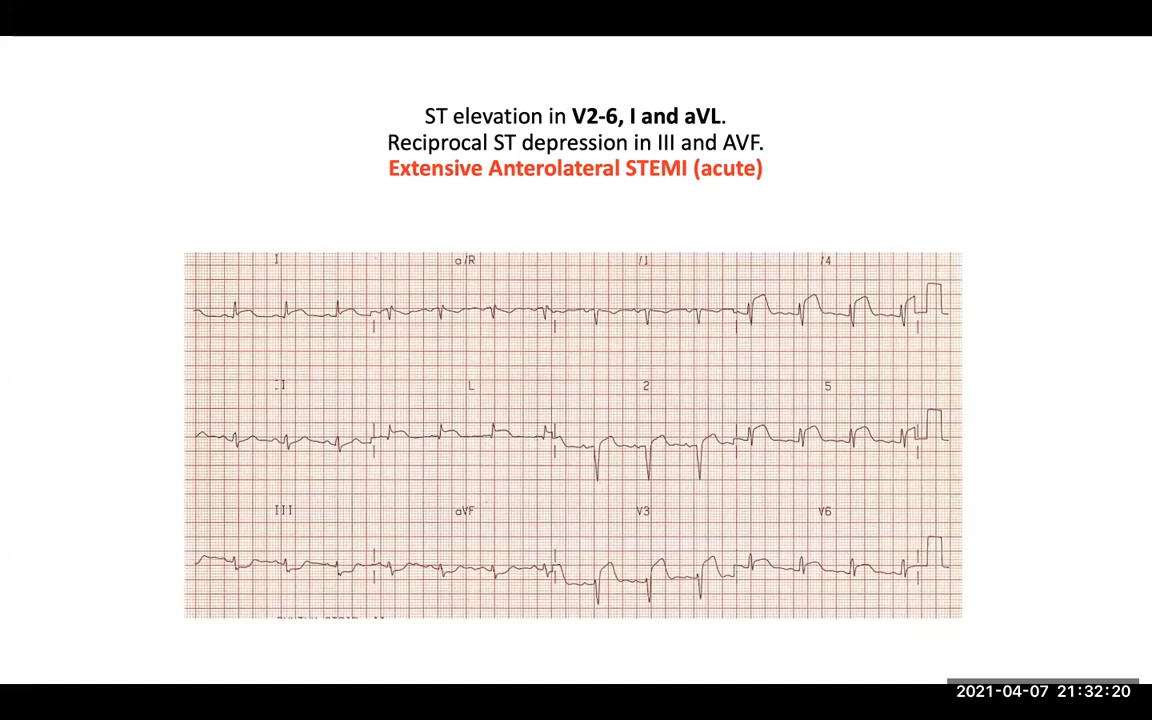 ST elevation in V2-6, I and aVL.
Reciprocal ST depression in III and AVF.
Extensive Anterolateral STEMI (acute)
I aVR V1 V4
II L 2 5
III aVF V3 V6
2021-04-07 21:32:20